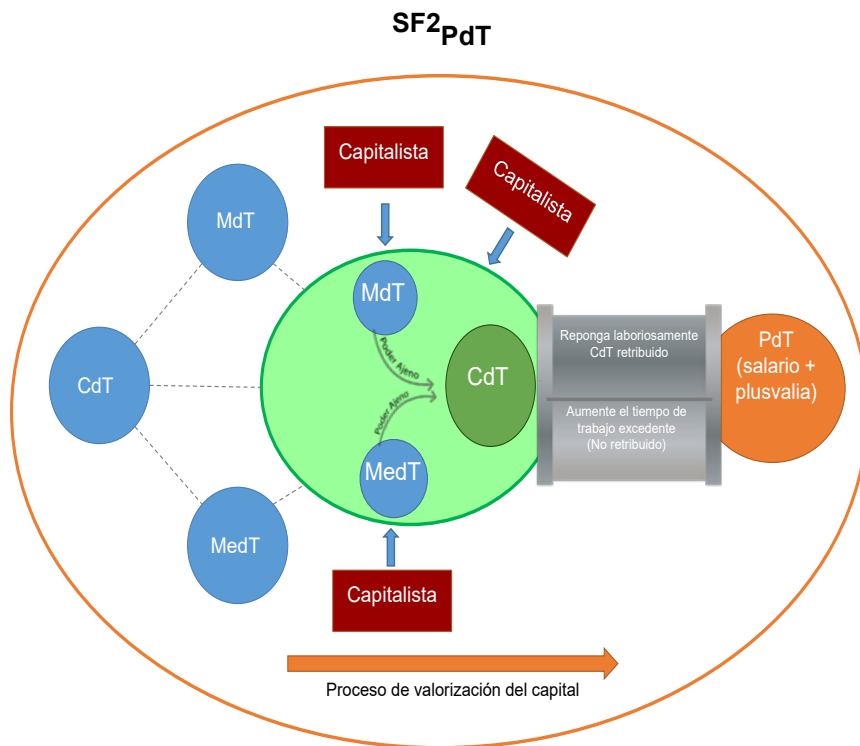 SF2PdT
Capitalista
Capitalista
MdT
MdT
Poder Ajeno
CdT
CdT
Poder Ajeno
MedT
MedT
Reponga laboriosamente
CdT retribuido
Aumente el tiempo de
trabajo excedente
(No retribuido)
PdT
(salario +
plusvalia)
Capitalista
Proceso de valorización del capital